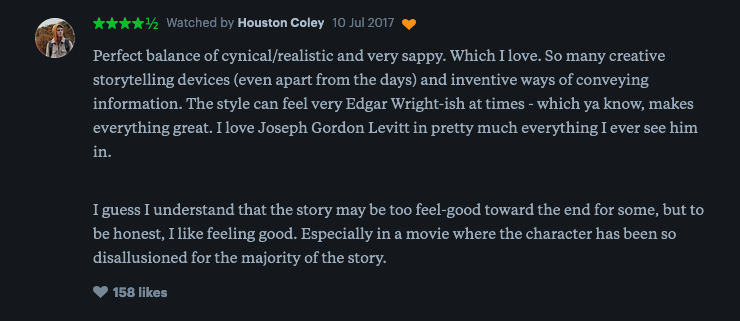 ★★★★½ Watched by Houston Coley 10 Jul 2017
Perfect balance of cynical/realistic and very sappy. Which I love. So many creative
storytelling devices (even apart from the days) and inventive ways of conveying
information. The style can feel very Edgar Wright-ish at times - which ya know, makes
everything great. I love Joseph Gordon Levitt in pretty much everything I ever see him
in.
I guess I understand that the story may be too feel-good toward the end for some, but to
be honest, I like feeling good. Especially in a movie where the character has been so
disallusioned for the majority of the story.
158 likes